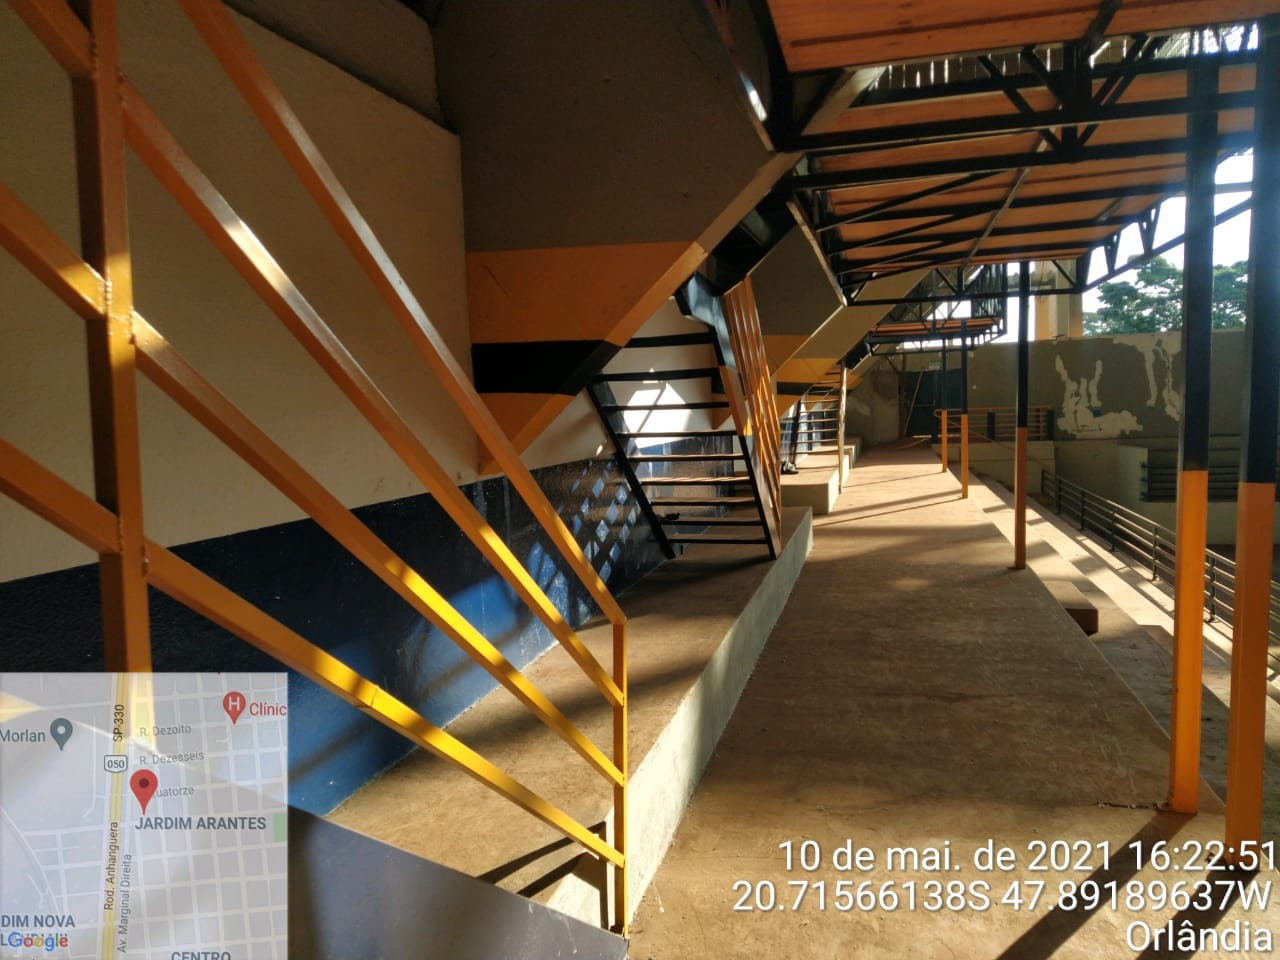 Clínic
Morlan
SP-330
R. Dezoito
050
R. Dezesseis
uatorze
JARDIM ARANTES
Rod. Anhanguera
Av. Marginal Direita
DIM NOVA
Google
CENTRO
10 de mai. de 2021 16:22:51
20.71566138S 47.89189637W
Orlândia